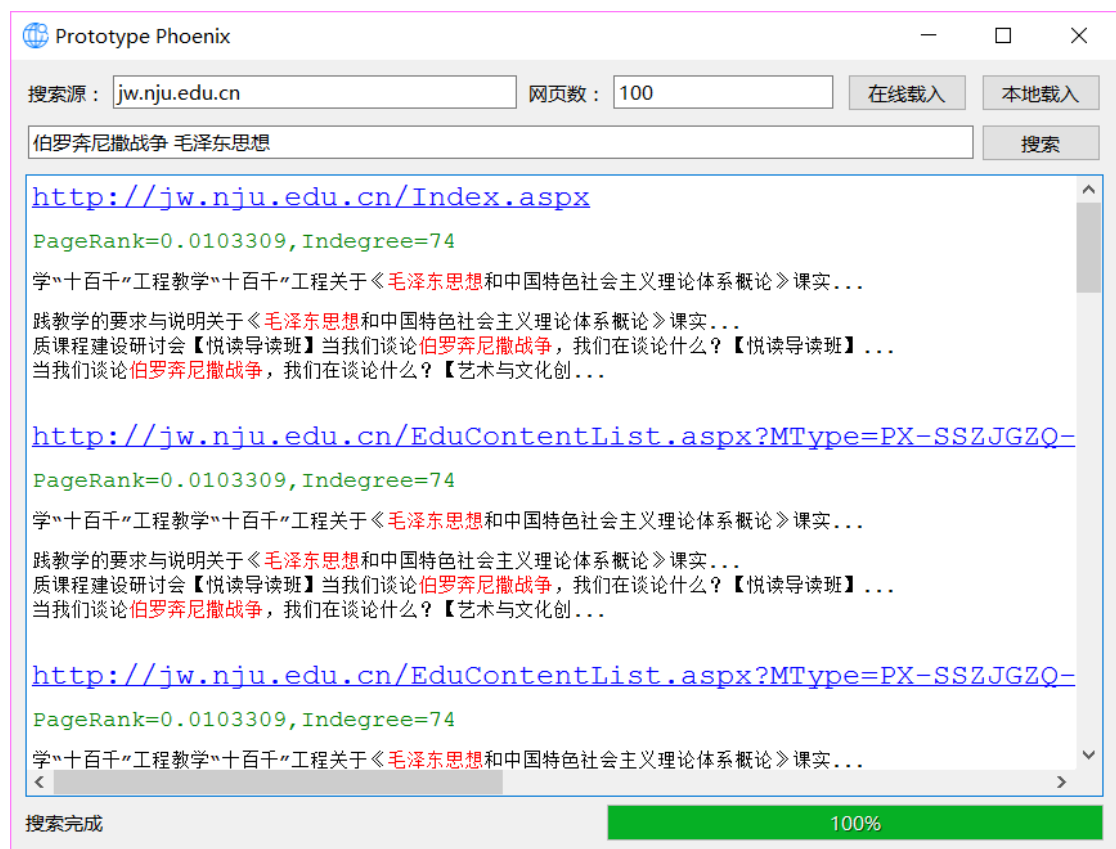 Prototype Phoenix
搜索源： jw.nju.edu.cn 网页数： 100 在线载入 本地载入
伯罗奔尼撒战争 毛泽东思想 搜索
http://jw.nju.edu.cn/Index.aspx
PageRank=0.0103309,Indegree=74
学“十百千”工程教学“十百千”工程关于《毛泽东思想和中国特色社会主义理论体系概论》课实...
践教学的要求与说明关于《毛泽东思想和中国特色社会主义理论体系概论》课实...
质课程建设研讨会【悦读导读班】当我们谈论伯罗奔尼撒战争，我们在谈论什么？【悦读导读班】...
当我们谈论伯罗奔尼撒战争，我们在谈论什么？【艺术与文化创...
http://jw.nju.edu.cn/EduContentList.aspx?MType=PX-SSZJGZQ-
PageRank=0.0103309,Indegree=74
学“十百千”工程教学“十百千”工程关于《毛泽东思想和中国特色社会主义理论体系概论》课实...
践教学的要求与说明关于《毛泽东思想和中国特色社会主义理论体系概论》课实...
质课程建设研讨会【悦读导读班】当我们谈论伯罗奔尼撒战争，我们在谈论什么？【悦读导读班】...
当我们谈论伯罗奔尼撒战争，我们在谈论什么？【艺术与文化创...
http://jw.nju.edu.cn/EduContentList.aspx?MType=PX-SSZJGZQ-
PageRank=0.0103309,Indegree=74
学“十百千”工程教学“十百千”工程关于《毛泽东思想和中国特色社会主义理论体系概论》课实...
搜索完成 100%